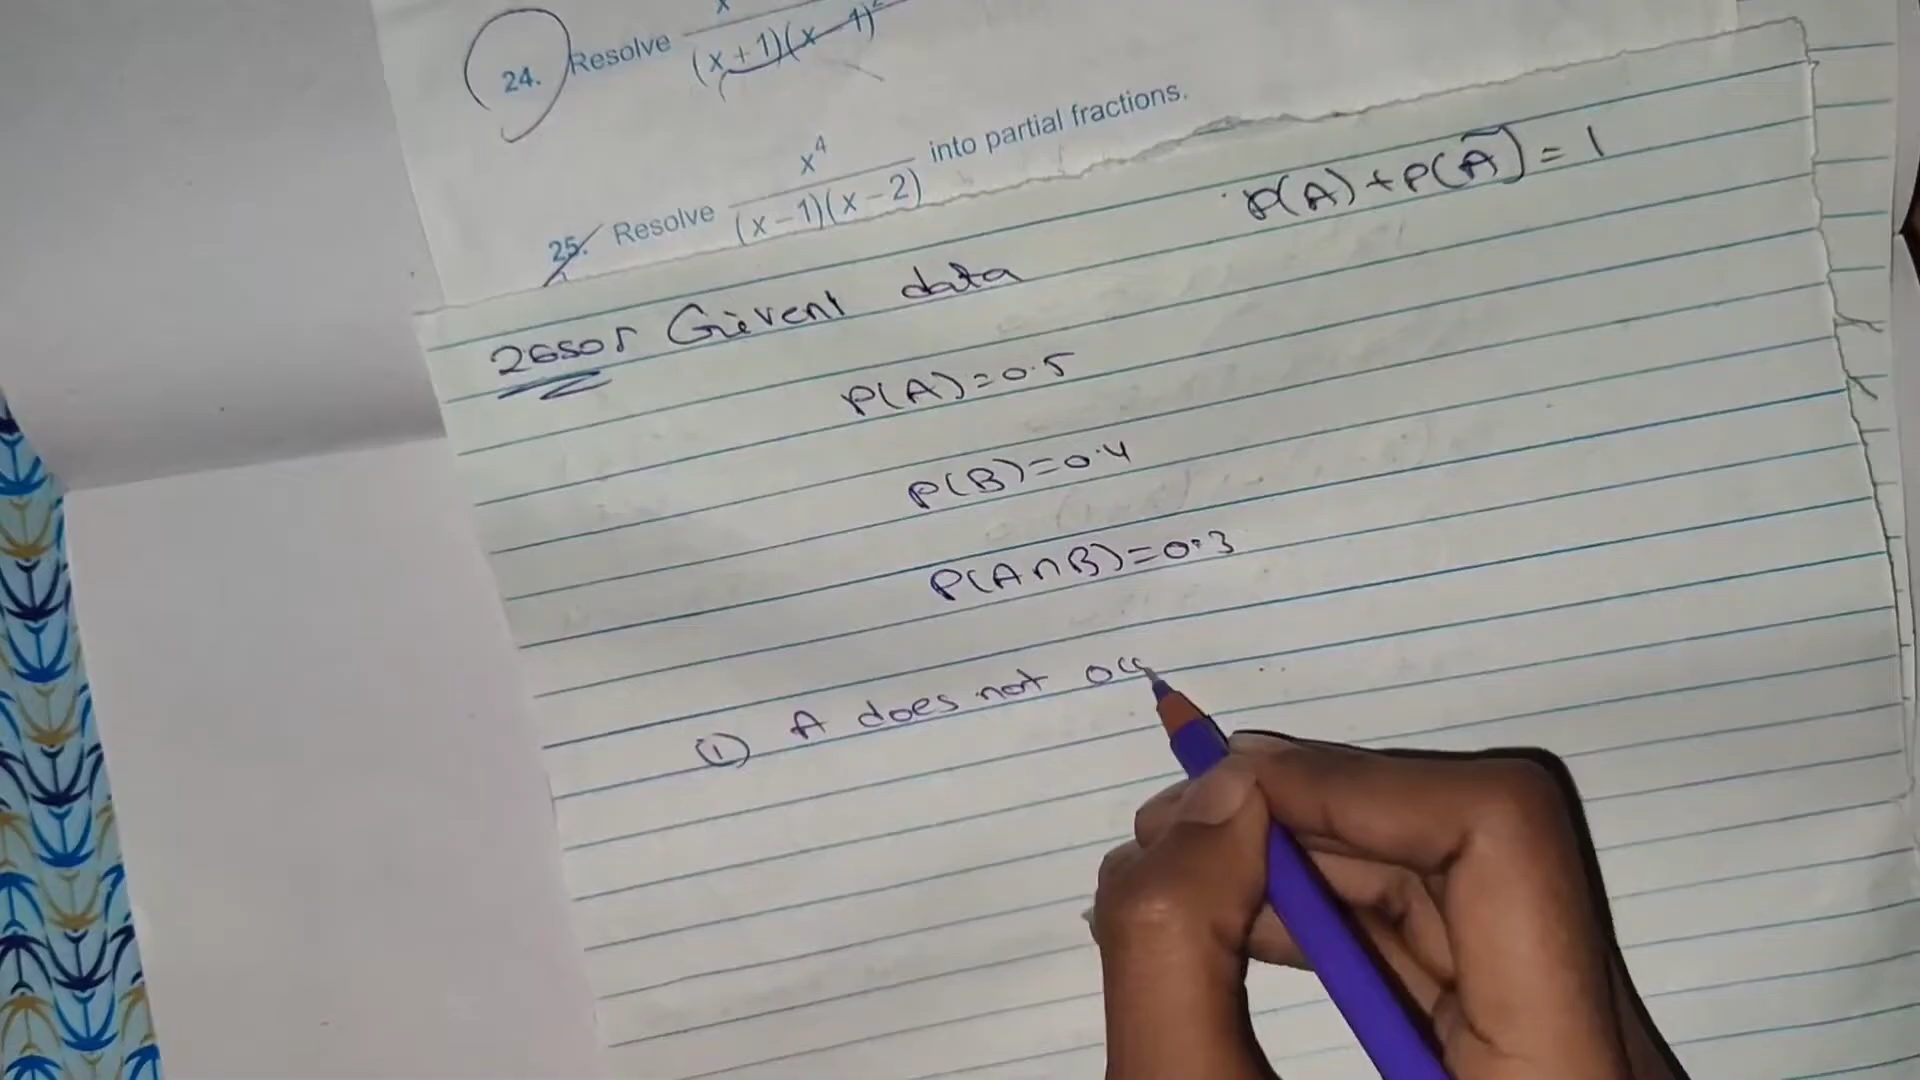 24. Resolve x / (x+1)(x-1)²
25. Resolve x⁴ / (x-1)(x-2) into partial fractions.
P(A)+P(Ā)=1
26sol Given data
P(A)=0.5
P(B)=0.4
P(A∩B)=0.3
① A does not occ